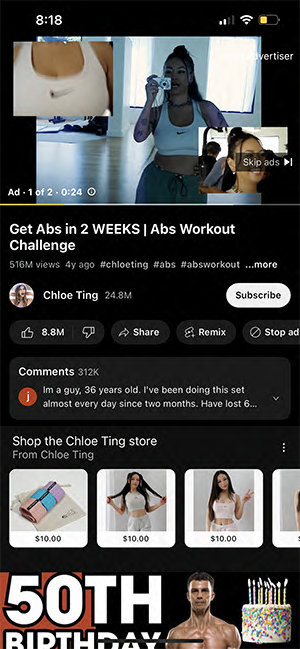 8:18
advertiser
Skip ads
Ad · 1 of 2 · 0:24
Get Abs in 2 WEEKS | Abs Workout
Challenge
516M views 4y ago #chloeting #abs #absworkout ...more
Chloe Ting 24.8M
Subscribe
8.8M
Share
Remix
Stop ad
Comments 312K
j
Im a guy, 36 years old. I've been doing this set
almost every day since two months. Have lost 6...
Shop the Chloe Ting store
From Chloe Ting
$10.00
$10.00
$10.00
50TH
BIRTHDAY